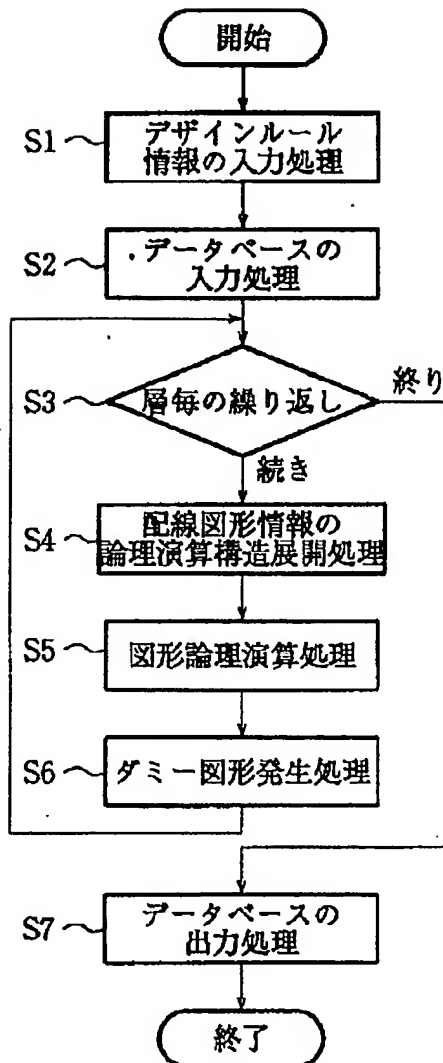 開始
S1
デザインルール
情報の入力処理
S2
データベースの
入力処理
S3
層毎の繰り返し
終り
続き
S4
配線図形情報の
論理演算構造展開処理
S5
図形論理演算処理
S6
ダミー図形発生処理
S7
データベースの
出力処理
終了